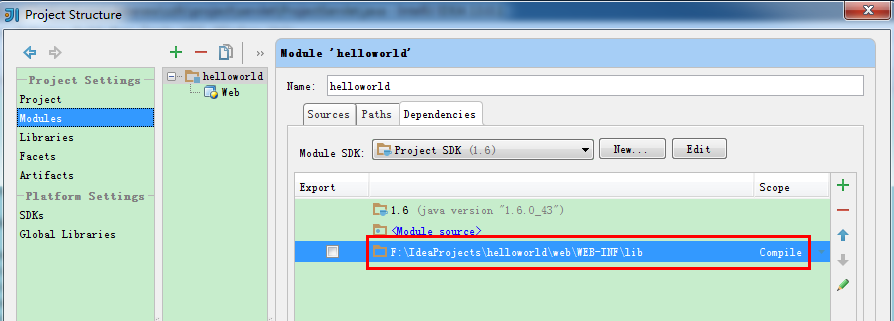 Project Structure
Project Settings
Project
Modules
Libraries
Facets
Artifacts
Platform Settings
SDKs
Global Libraries
»
helloworld
Web
Module 'helloworld'
Name: helloworld
Sources Paths Dependencies
Module SDK: Project SDK (1.6) New... Edit
Export Scope
1.6 (java version "1.6.0_43")
<Module source>
F:\IdeaProjects\helloworld\web\WEB-INF\lib Compile